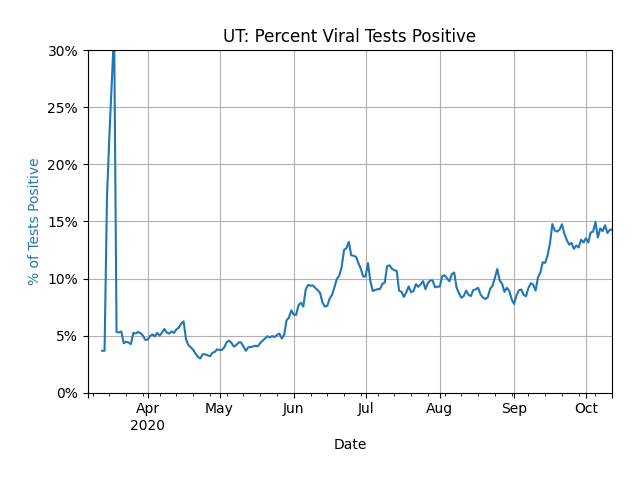 UT: Percent Viral Tests Positive
% of Tests Positive
30%
25%
20%
15%
10%
5%
0%
Apr May Jun Jul Aug Sep Oct
2020
Date